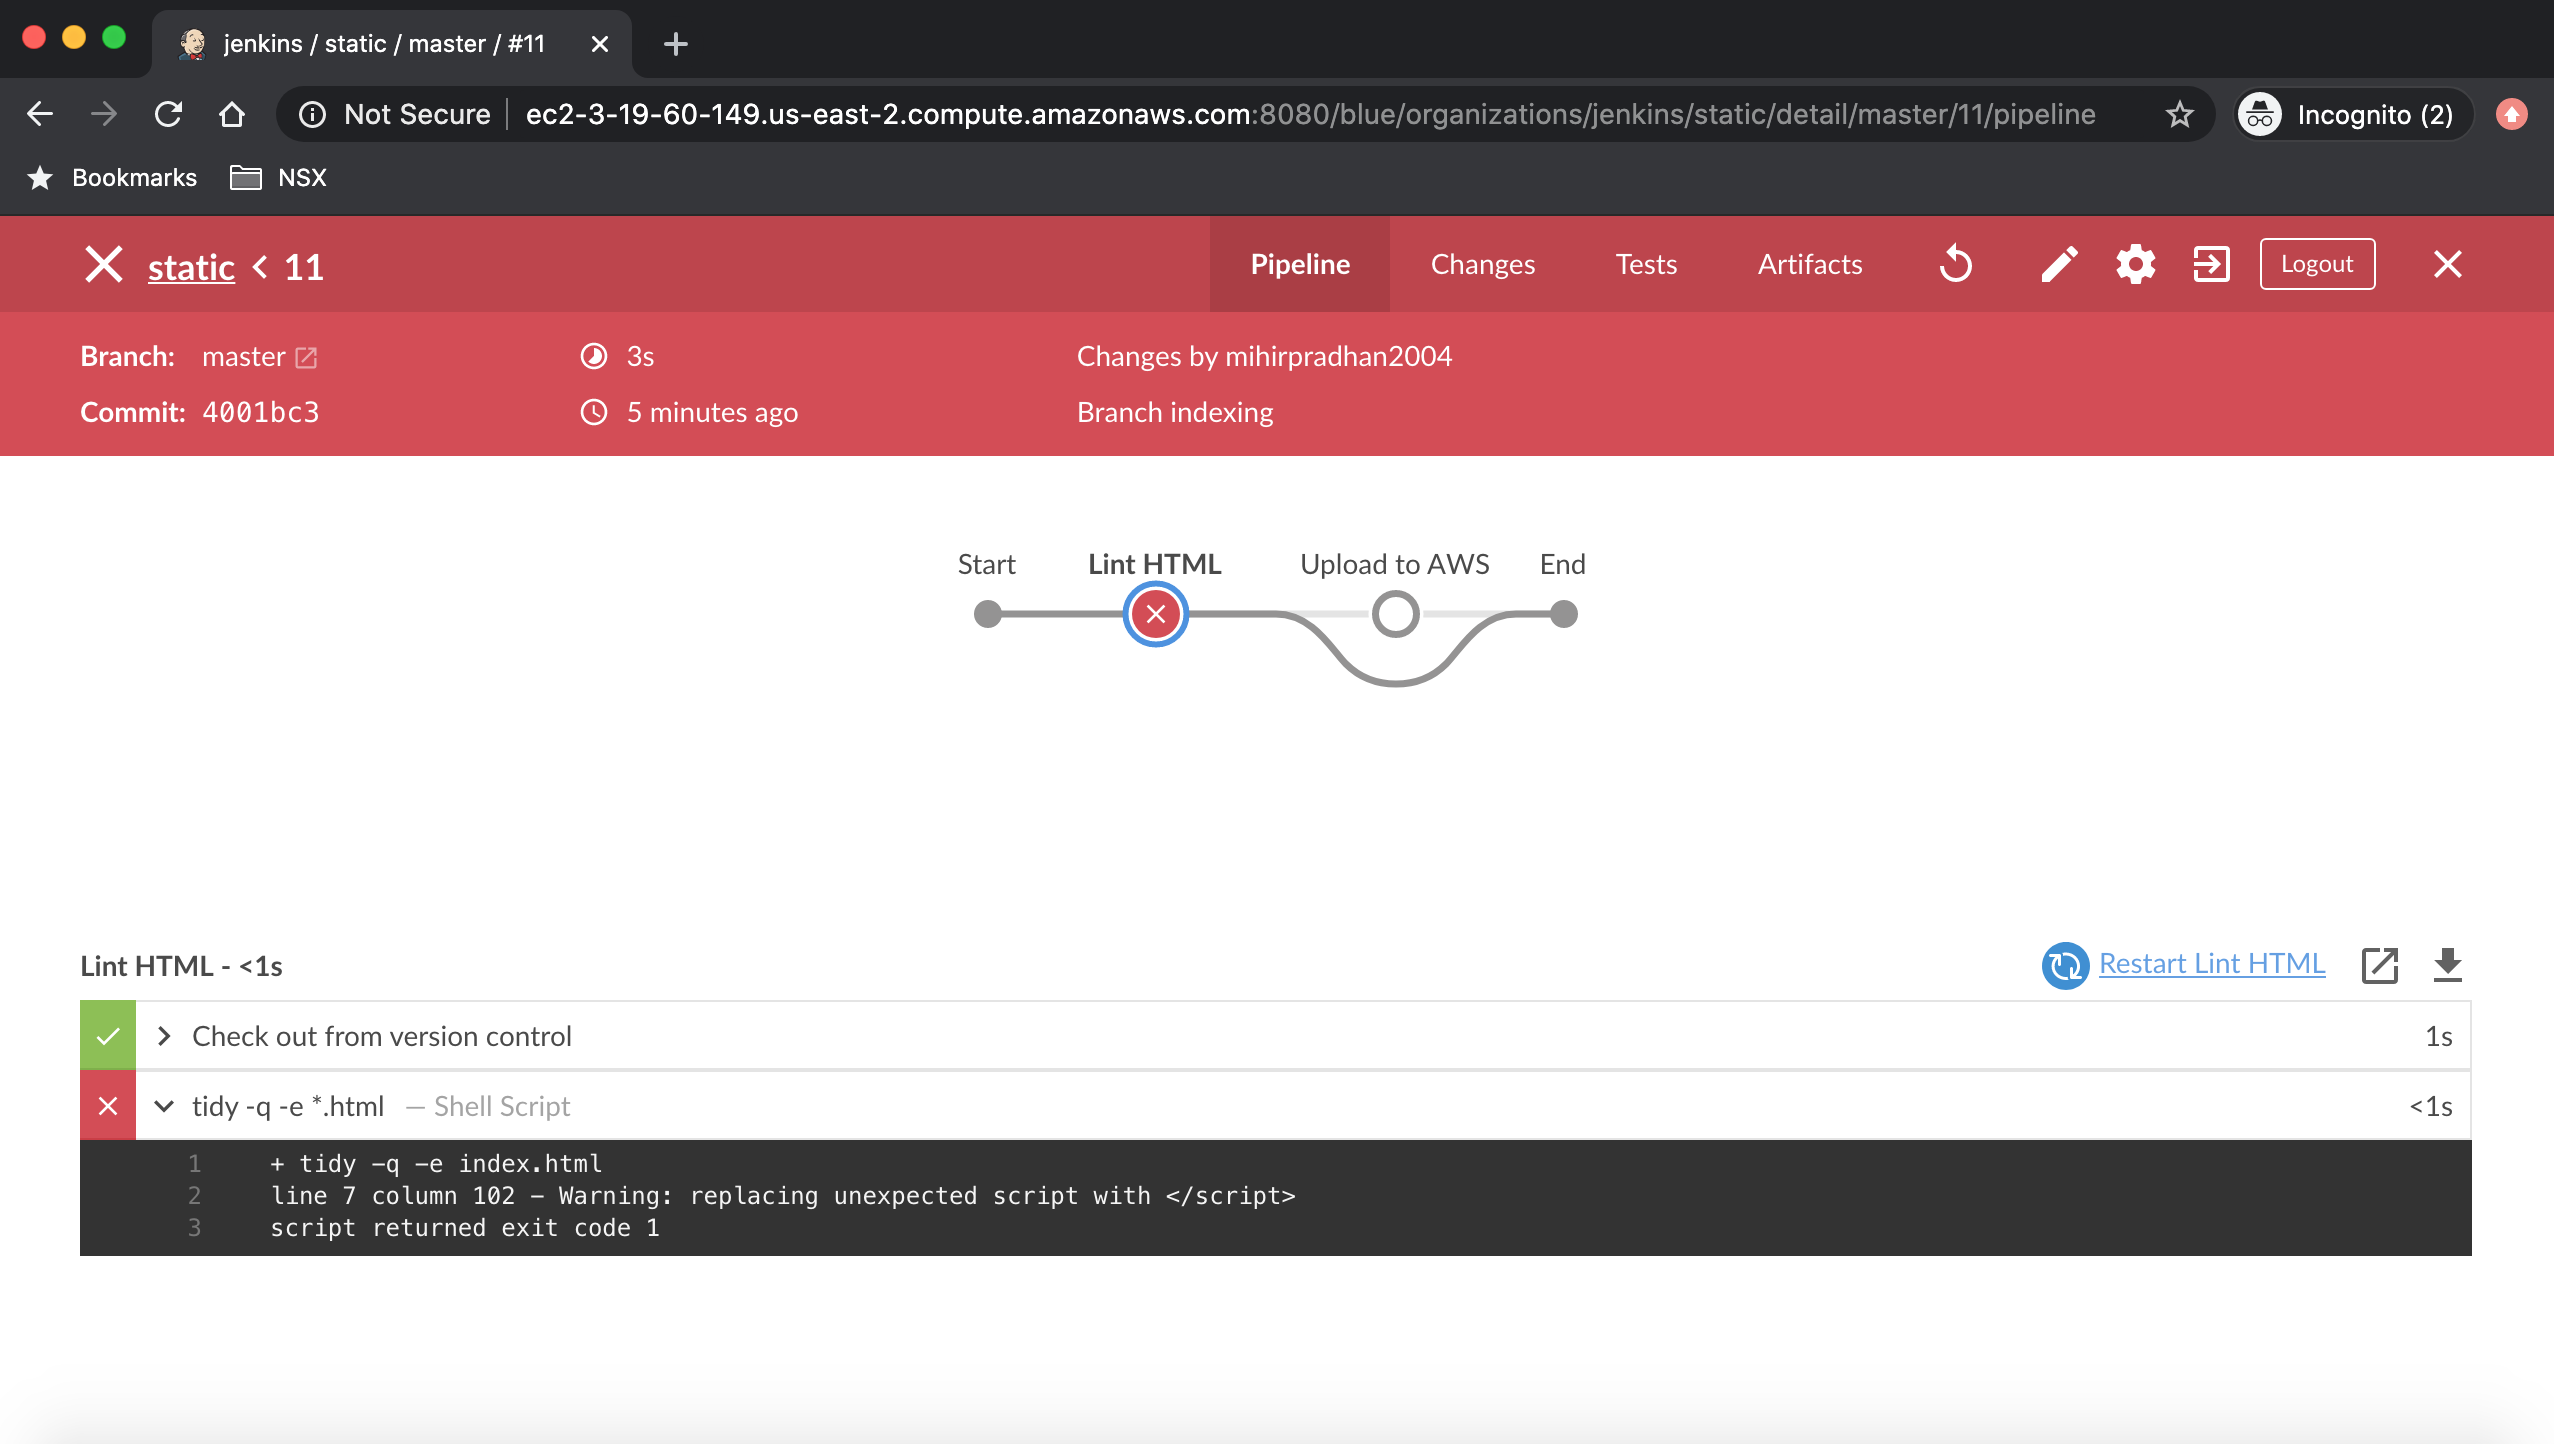 jenkins / static / master / #11
Not Secure ec2-3-19-60-149.us-east-2.compute.amazonaws.com:8080/blue/organizations/jenkins/static/detail/master/11/pipeline Incognito (2)
Bookmarks NSX
static < 11 Pipeline Changes Tests Artifacts Logout
Branch: master 3s Changes by mihirpradhan2004
Commit: 4001bc3 5 minutes ago Branch indexing
Start Lint HTML Upload to AWS End
Lint HTML - <1s Restart Lint HTML
Check out from version control 1s
tidy -q -e *.html — Shell Script <1s
1 + tidy -q -e index.html
2 line 7 column 102 - Warning: replacing unexpected script with </script>
3 script returned exit code 1